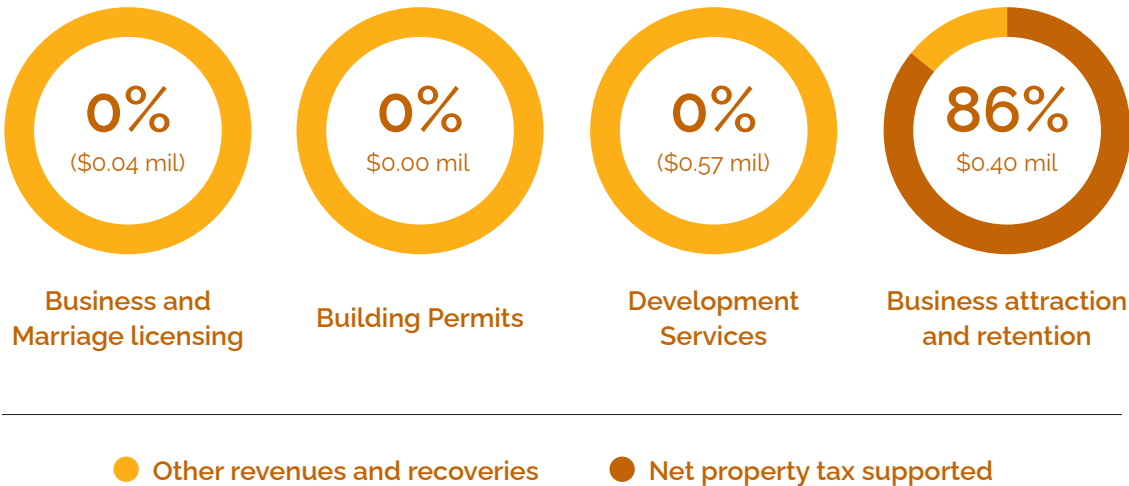 0%
($0.04 mil)
Business and
Marriage licensing
0%
$0.00 mil
Building Permits
0%
($0.57 mil)
Development
Services
86%
$0.40 mil
Business attraction
and retention
Other revenues and recoveries
Net property tax supported